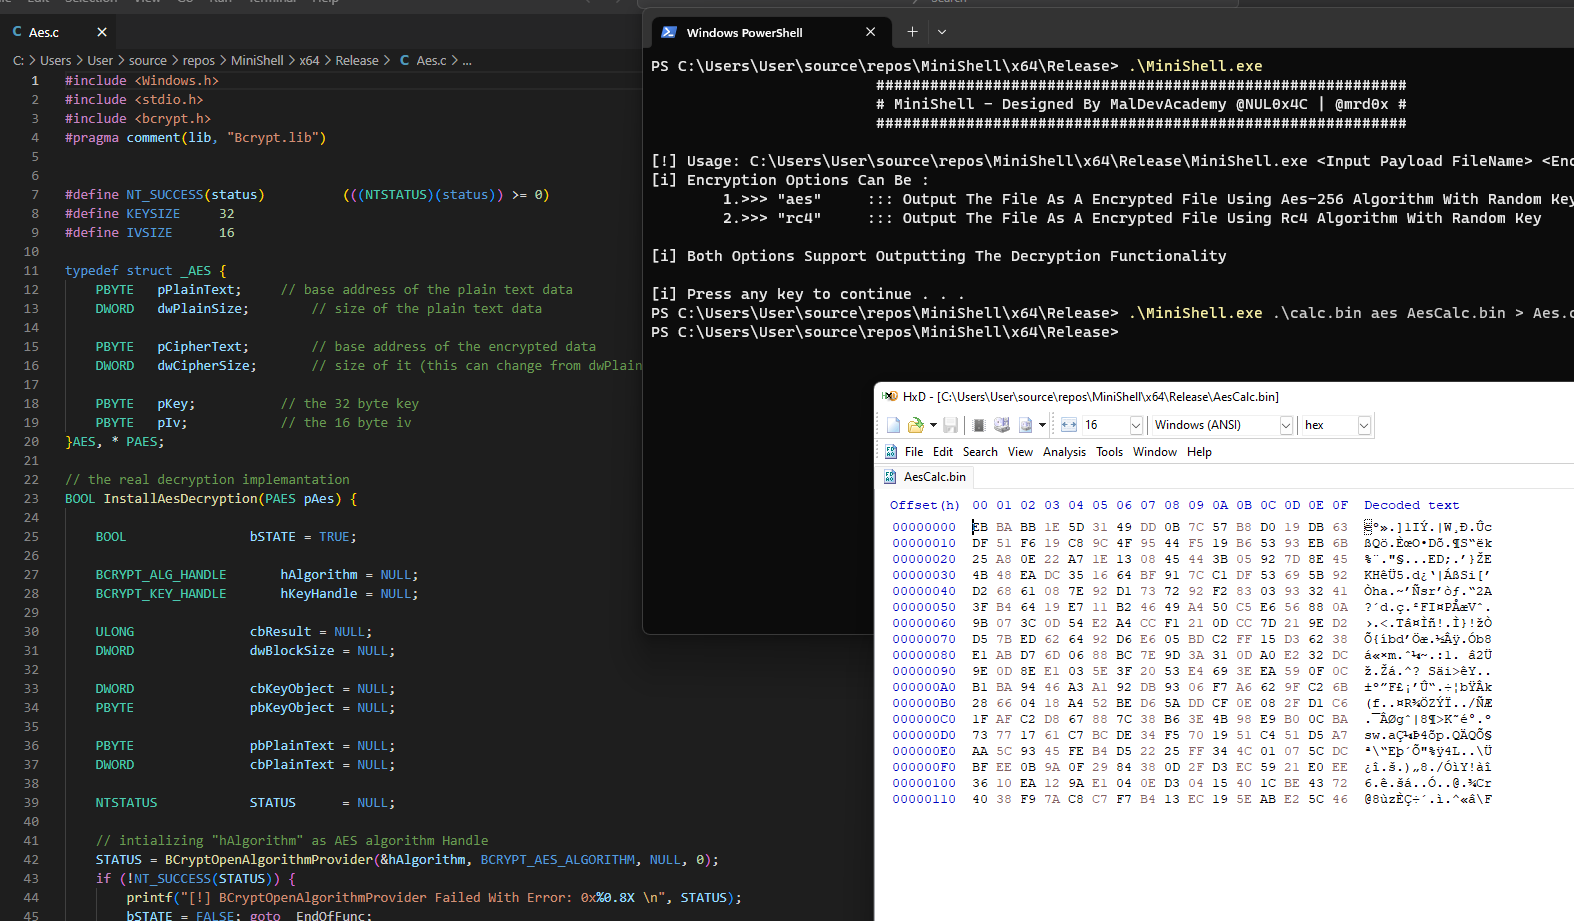 Aes.c
C: > Users > User > source > repos > MiniShell > x64 > Release > C Aes.c > ...
1 #include <Windows.h>
2 #include <stdio.h>
3 #include <bcrypt.h>
4 #pragma comment(lib, "Bcrypt.lib")
5
6
7 #define NT_SUCCESS(status) (((NTSTATUS)(status)) >= 0)
8 #define KEYSIZE 32
9 #define IVSIZE 16
10
11 typedef struct _AES {
12 PBYTE pPlainText; // base address of the plain text data
13 DWORD dwPlainSize; // size of the plain text data
14
15 PBYTE pCipherText; // base address of the encrypted data
16 DWORD dwCipherSize; // size of it (this can change from dwPlain
17
18 PBYTE pKey; // the 32 byte key
19 PBYTE pIv; // the 16 byte iv
20 }AES, * PAES;
21
22 // the real decryption implemantation
23 BOOL InstallAesDecryption(PAES pAes) {
24
25 BOOL bSTATE = TRUE;
26
27 BCRYPT_ALG_HANDLE hAlgorithm = NULL;
28 BCRYPT_KEY_HANDLE hKeyHandle = NULL;
29
30 ULONG cbResult = NULL;
31 DWORD dwBlockSize = NULL;
32
33 DWORD cbKeyObject = NULL;
34 PBYTE pbKeyObject = NULL;
35
36 PBYTE pbPlainText = NULL;
37 DWORD cbPlainText = NULL;
38
39 NTSTATUS STATUS = NULL;
40
41 // intializing "hAlgorithm" as AES algorithm Handle
42 STATUS = BCryptOpenAlgorithmProvider(&hAlgorithm, BCRYPT_AES_ALGORITHM, NULL, 0);
43 if (!NT_SUCCESS(STATUS)) {
44 printf("[!] BCryptOpenAlgorithmProvider Failed With Error: 0x%0.8X \n", STATUS);
45 bSTATE = FALSE; goto _EndOfFunc;
Windows PowerShell
PS C:\Users\User\source\repos\MiniShell\x64\Release> .\MiniShell.exe
###########################################################
# MiniShell - Designed By MalDevAcademy @NUL0x4C | @mrd0x #
###########################################################
[!] Usage: C:\Users\User\source\repos\MiniShell\x64\Release\MiniShell.exe <Input Payload FileName> <Enc
[i] Encryption Options Can Be :
1.>>> "aes" ::: Output The File As A Encrypted File Using Aes-256 Algorithm With Random Key
2.>>> "rc4" ::: Output The File As A Encrypted File Using Rc4 Algorithm With Random Key
[i] Both Options Support Outputting The Decryption Functionality
[i] Press any key to continue . . .
PS C:\Users\User\source\repos\MiniShell\x64\Release> .\MiniShell.exe .\calc.bin aes AesCalc.bin > Aes.c
PS C:\Users\User\source\repos\MiniShell\x64\Release>
HxD - [C:\Users\User\source\repos\MiniShell\x64\Release\AesCalc.bin]
16 Windows (ANSI) hex
File Edit Search View Analysis Tools Window Help
AesCalc.bin
Offset(h) 00 01 02 03 04 05 06 07 08 09 0A 0B 0C 0D 0E 0F Decoded text
00000000 EB BA BB 1E 5D 31 49 DD 0B 7C 57 B8 D0 19 DB 63 ëº».]1IÝ.|W¸Ð.Ûc
00000010 DF 51 F6 19 C8 9C 4F 95 44 F5 19 B6 53 93 EB 6B ßQö.ÈœO•Dõ.¶S“ëk
00000020 25 A8 0E 22 A7 1E 13 08 45 44 3B 05 92 7D 8E 45 %¨."§...ED;.’}ŽE
00000030 4B 48 EA DC 35 16 64 BF 91 7C C1 DF 53 69 5B 92 KHêÜ5.d¿‘|ÁßSi[’
00000040 D2 68 61 08 7E 92 D1 73 72 92 F2 83 03 93 32 41 Òha.~’Ñsr’òƒ.“2A
00000050 3F B4 64 19 E7 11 B2 46 49 A4 50 C5 E6 56 88 0A ?´d.ç.²FI¤PÅæVˆ.
00000060 9B 07 3C 0D 54 E2 A4 CC F1 21 0D CC 7D 21 9E D2 ›.<.Tâ¤Ìñ!.Ì}!žÒ
00000070 D5 7B ED 62 64 92 D6 E6 05 BD C2 FF 15 D3 62 38 Õ{íbd’Öæ.½Âÿ.Ób8
00000080 E1 AB D7 6D 06 88 BC 7E 9D 3A 31 0D A0 E2 32 DC á«×m.ˆ¼~.:1. â2Ü
00000090 9E 0D 8E E1 03 5E 3F 20 53 E4 69 3E EA 59 0F 0C ž.Žá.^? Säi>êY..
000000A0 B1 BA 94 46 A3 A1 92 DB 93 06 F7 A6 62 9F C2 6B ±º”F£¡’Û“.÷¦bŸÂk
000000B0 28 66 04 18 A4 52 BE D6 5A DD CF 0E 08 2F D1 C6 (f..¤R¾ÖZÝÏ../ÑÆ
000000C0 1F AF C2 D8 67 88 7C 38 B6 3E 4B 98 E9 B0 0C BA .¯ÂØgˆ|8¶>K˜é°.º
000000D0 73 77 17 61 C7 BC DE 34 F5 70 19 51 C4 51 D5 A7 sw.aÇ¼Þ4õp.QÄQÕ§
000000E0 AA 5C 93 45 FE B4 D5 22 25 FF 34 4C 01 07 5C DC ª\“Eþ´Õ"%ÿ4L..\Ü
000000F0 BF EE 0B 9A 0F 29 84 38 0D 2F D3 EC 59 21 E0 EE ¿î.š.)„8./ÓìY!àî
00000100 36 10 EA 12 9A E1 04 0E D3 04 15 40 1C BE 43 72 6.ê.šá..Ó..@.¾Cr
00000110 40 38 F9 7A C8 C7 F7 B4 13 EC 19 5E AB E2 5C 46 @8ùzÈÇ÷´.ì.^«â\F